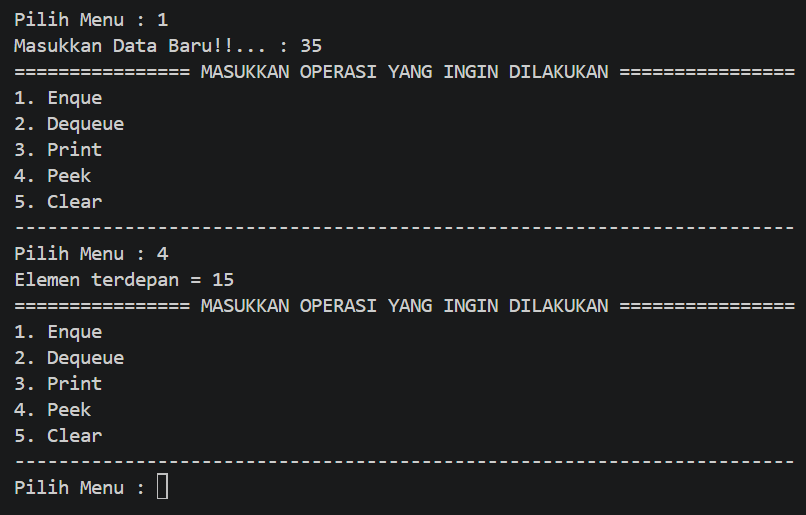 Pilih Menu : 1
Masukkan Data Baru!!... : 35
================ MASUKKAN OPERASI YANG INGIN DILAKUKAN ================
1. Enque
2. Dequeue
3. Print
4. Peek
5. Clear
-----------------------------------------------------------------------
Pilih Menu : 4
Elemen terdepan = 15
================ MASUKKAN OPERASI YANG INGIN DILAKUKAN ================
1. Enque
2. Dequeue
3. Print
4. Peek
5. Clear
-----------------------------------------------------------------------
Pilih Menu :